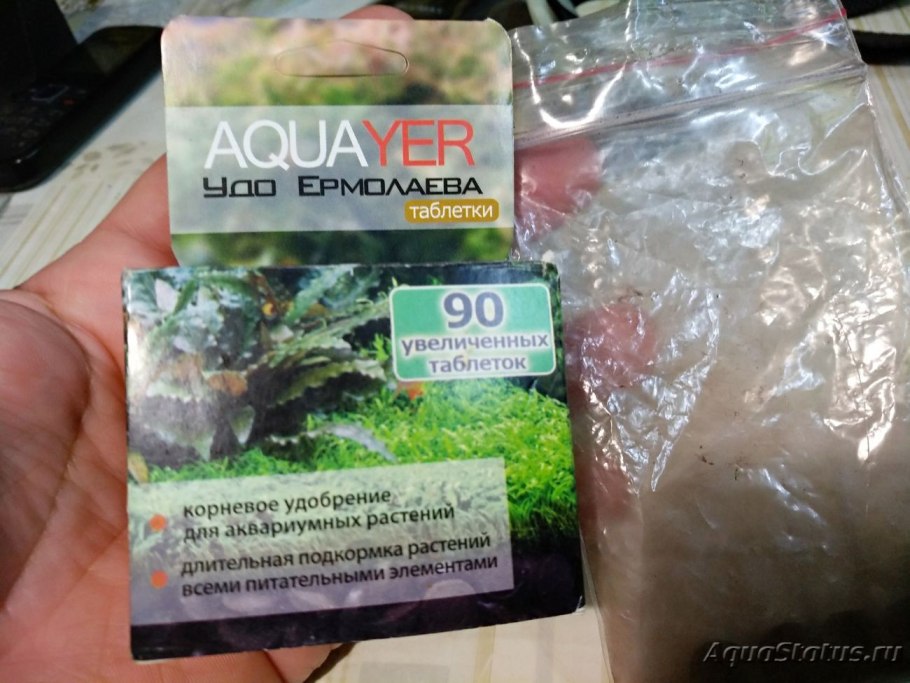 AQUAYER
Удо Ермолаева
таблетки
90
увеличенных
таблеток
корневое удобрение
для аквариумных растений
длительная подкормка растений
всеми питательными элементами
AquaStatus.ru